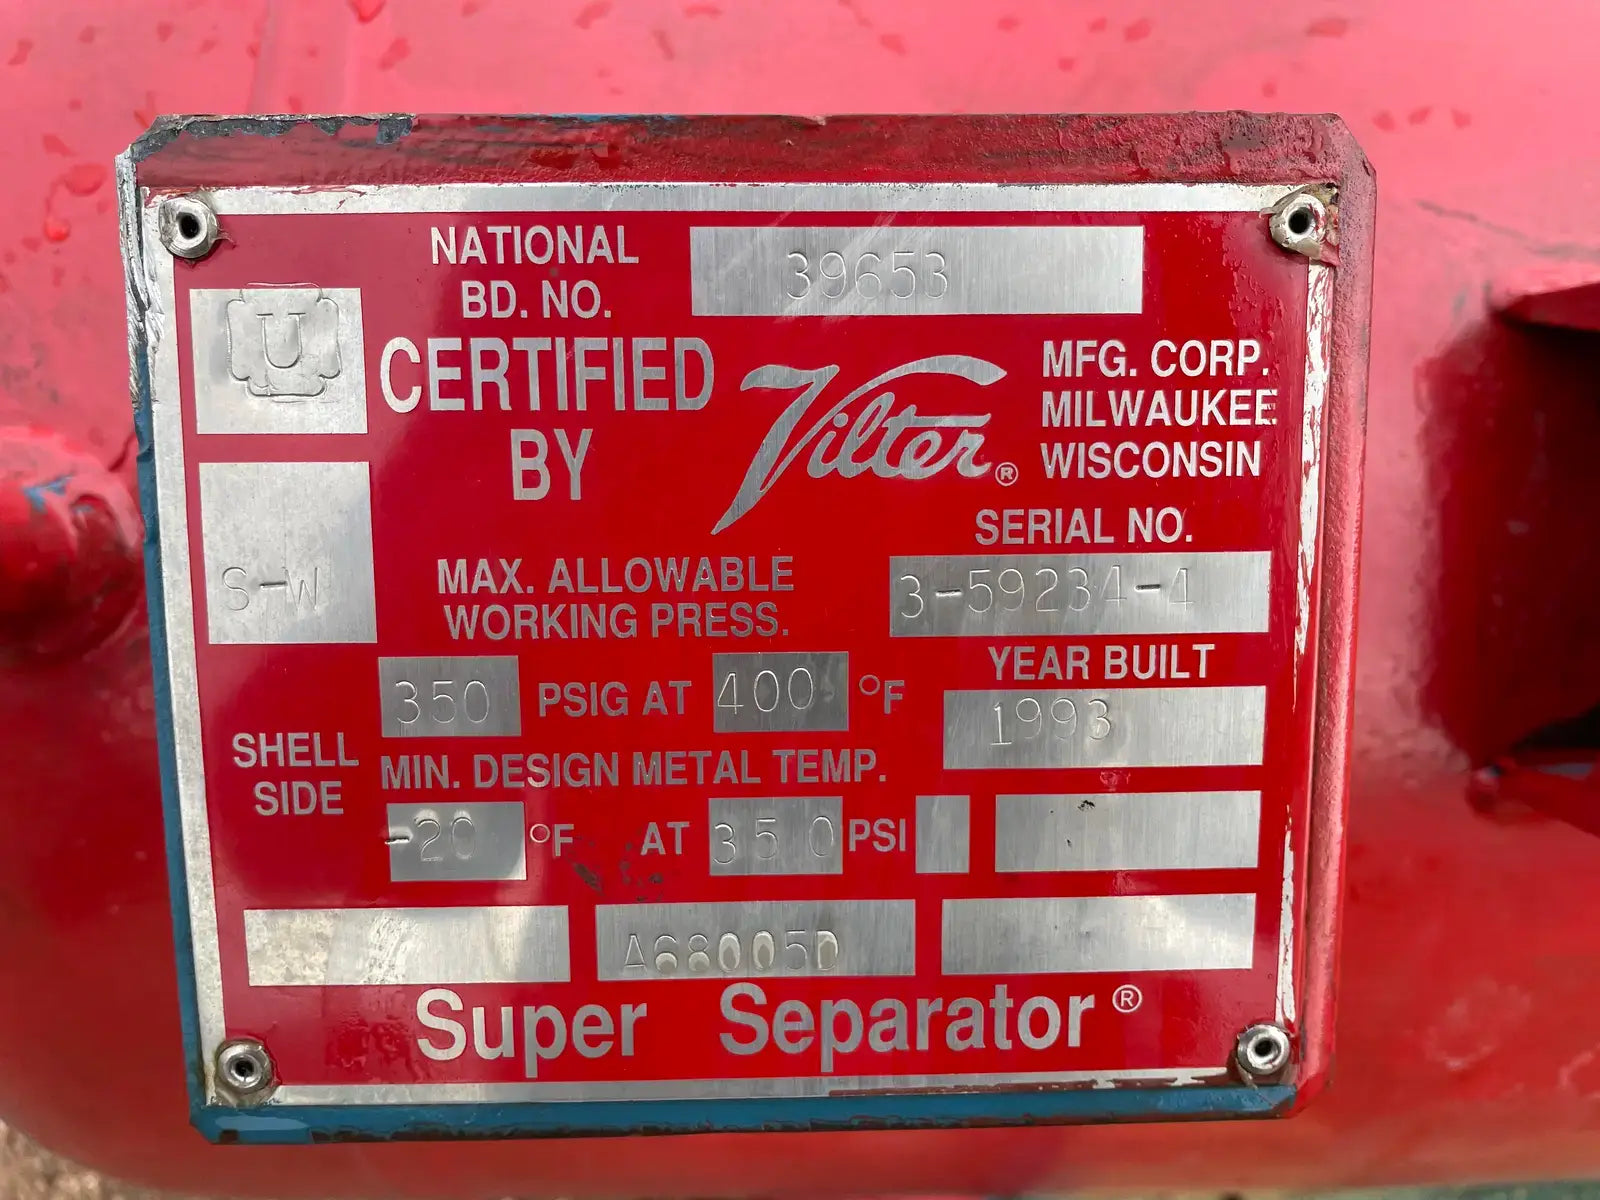 NATIONAL
BD. NO.
39653
U
CERTIFIED
BY
Vilter®
MFG. CORP.
MILWAUKEE
WISCONSIN
S-W
SERIAL NO.
3-59234-4
MAX. ALLOWABLE
WORKING PRESS.
350 PSIG AT 400 °F
YEAR BUILT
1993
SHELL
SIDE
MIN. DESIGN METAL TEMP.
-20 °F AT 350 PSI
A68005D
Super Separator®